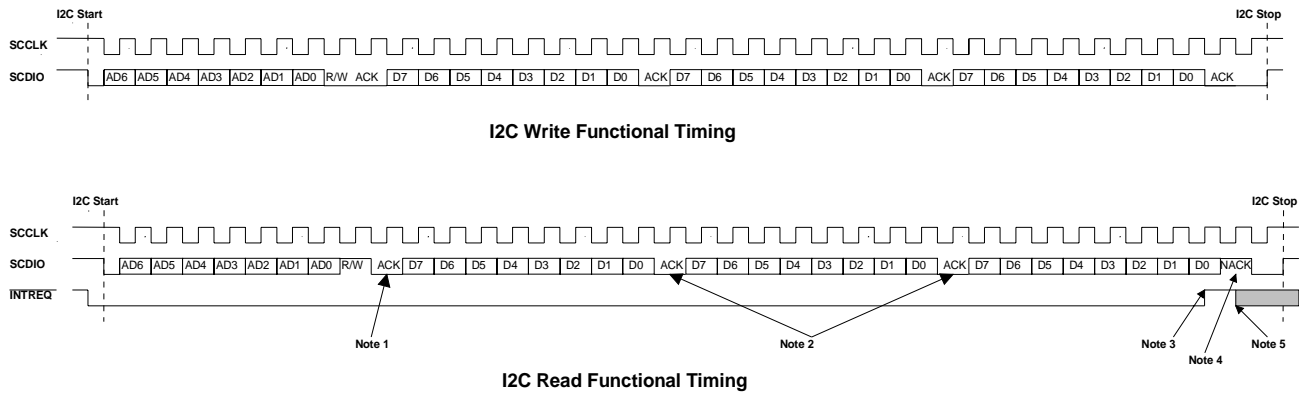 I2C Start I2C Stop
SCCLK
SCDIO AD6 AD5 AD4 AD3 AD2 AD1 AD0 R/W ACK D7 D6 D5 D4 D3 D2 D1 D0 ACK D7 D6 D5 D4 D3 D2 D1 D0 ACK D7 D6 D5 D4 D3 D2 D1 D0 ACK
I2C Write Functional Timing
I2C Start I2C Stop
SCCLK
SCDIO AD6 AD5 AD4 AD3 AD2 AD1 AD0 R/W ACK D7 D6 D5 D4 D3 D2 D1 D0 ACK D7 D6 D5 D4 D3 D2 D1 D0 ACK D7 D6 D5 D4 D3 D2 D1 D0 NACK
INTREQ
Note 1 Note 2 Note 3 Note 5
Note 4
I2C Read Functional Timing